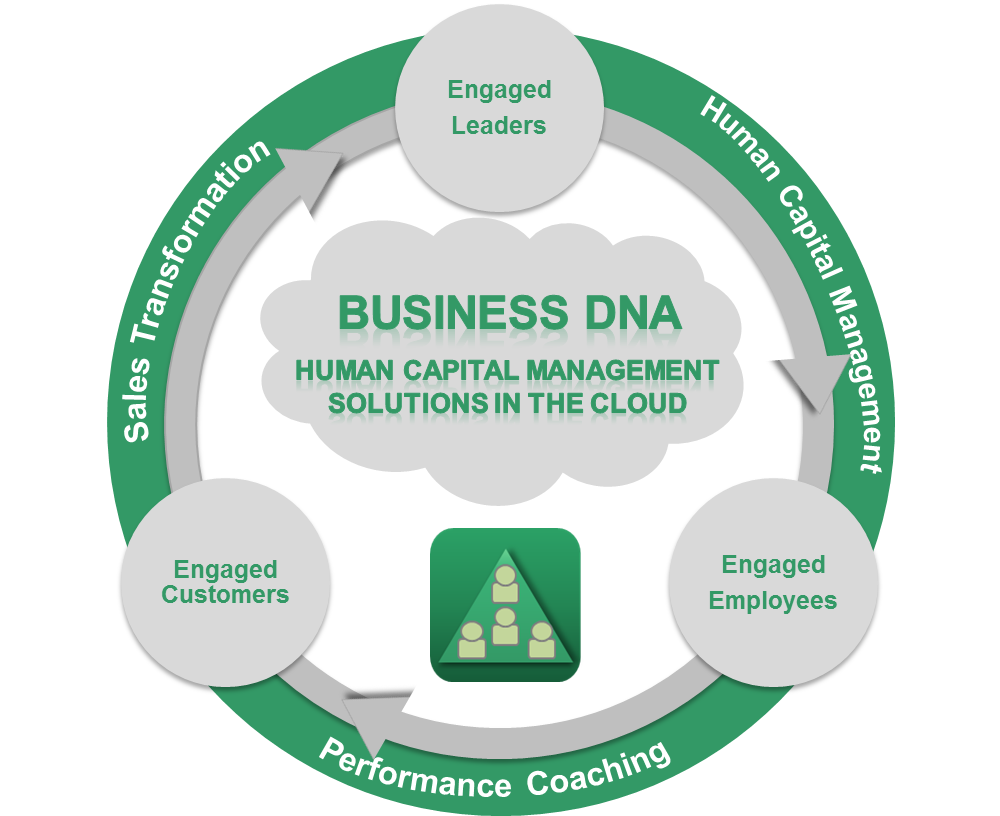 Engaged
Leaders
Human Capital Management
Sales Transformation
BUSINESS DNA
HUMAN CAPITAL MANAGEMENT
SOLUTIONS IN THE CLOUD
Engaged
Customers
Engaged
Employees
Performance Coaching